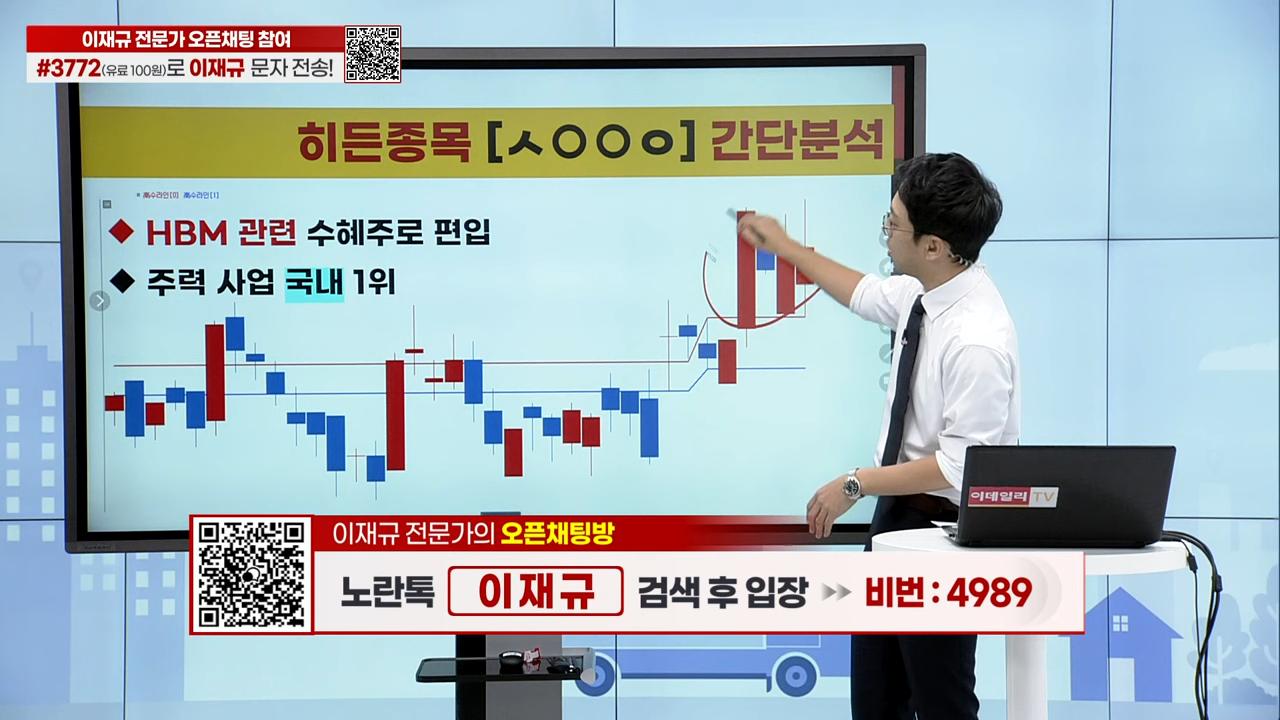 이재규 전문가 오픈채팅 참여
#3772(유료 100원)로 이재규 문자 전송!
히든종목 [ㅅㅇㅇㅇ] 간단분석
◆ HBM 관련 수혜주로 편입
◆ 주력 사업 국내 1위
이데일리 TV
이재규 전문가의 오픈채팅방
노란톡 이재규 검색 후 입장 비번 : 4989